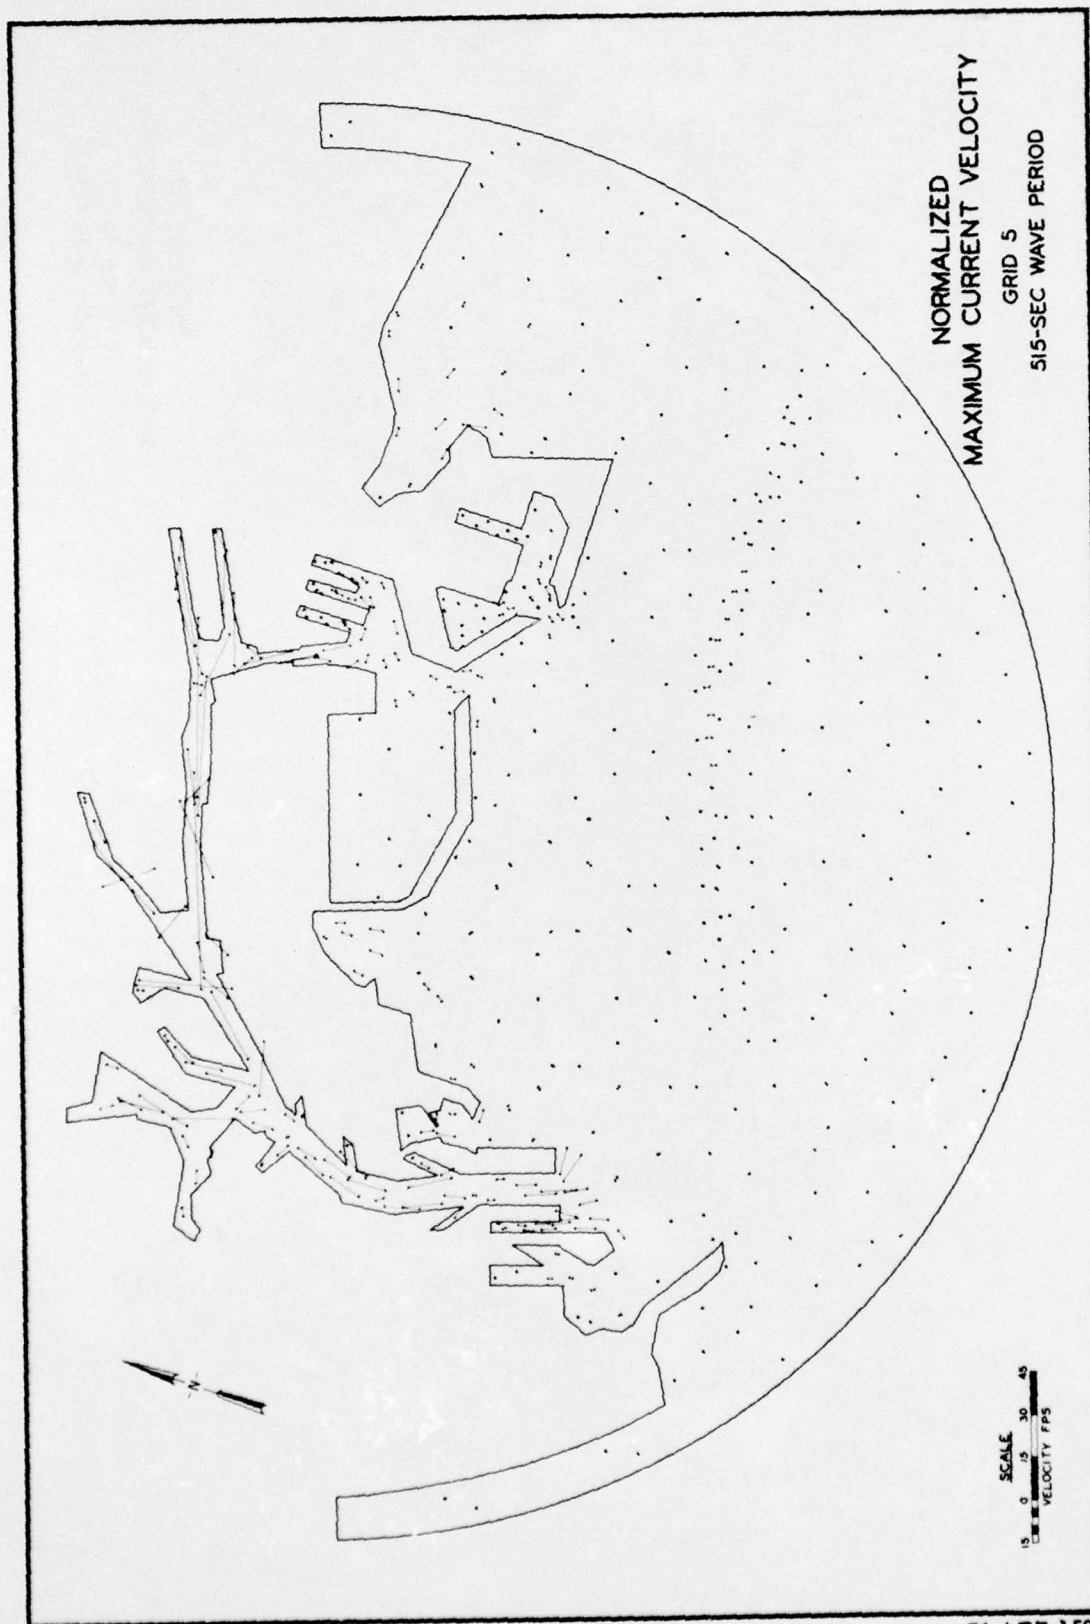 NORMALIZED
MAXIMUM CURRENT VELOCITY
GRID 5
515-SEC WAVE PERIOD
N
SCALE
15 0 15 30 45
VELOCITY FPS